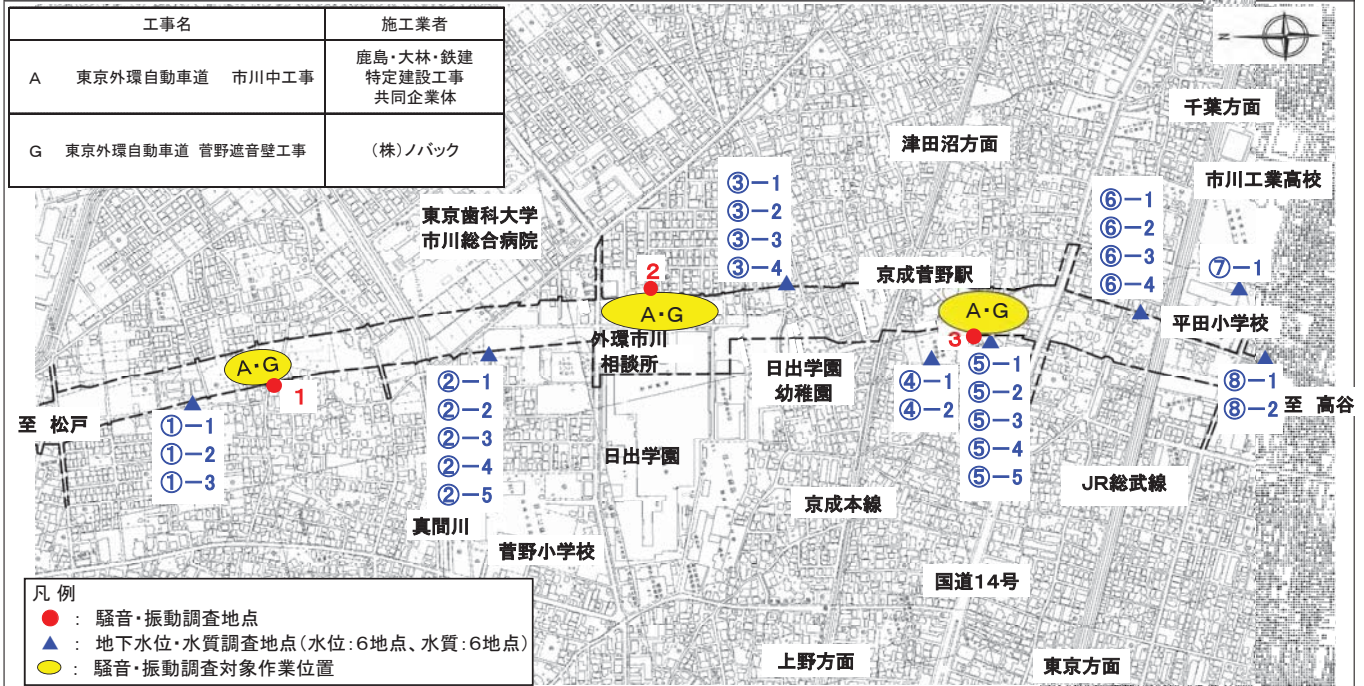 工事名 施工業者
A 東京外環自動車道 市川中工事
鹿島・大林・鉄建
特定建設工事
共同企業体
G 東京外環自動車道 菅野遮音壁工事 (株)ノバック
N
千葉方面
津田沼方面
市川工業高校
東京歯科大学
市川総合病院
③-1
③-2
③-3
③-4
⑥-1
⑥-2
⑥-3
⑥-4
⑦-1
京成菅野駅
2
A・G
A・G
平田小学校
3
外環市川
相談所
日出学園
幼稚園
A・G
1
②-1
②-2
②-3
②-4
②-5
④-1
④-2
⑤-1
⑤-2
⑤-3
⑤-4
⑤-5
⑧-1
⑧-2
至 高谷
至 松戸
①-1
①-2
①-3
日出学園
JR総武線
京成本線
真間川
菅野小学校
国道14号
上野方面
東京方面
凡例
● : 騒音・振動調査地点
▲ : 地下水位・水質調査地点(水位:6地点、水質:6地点)
: 騒音・振動調査対象作業位置